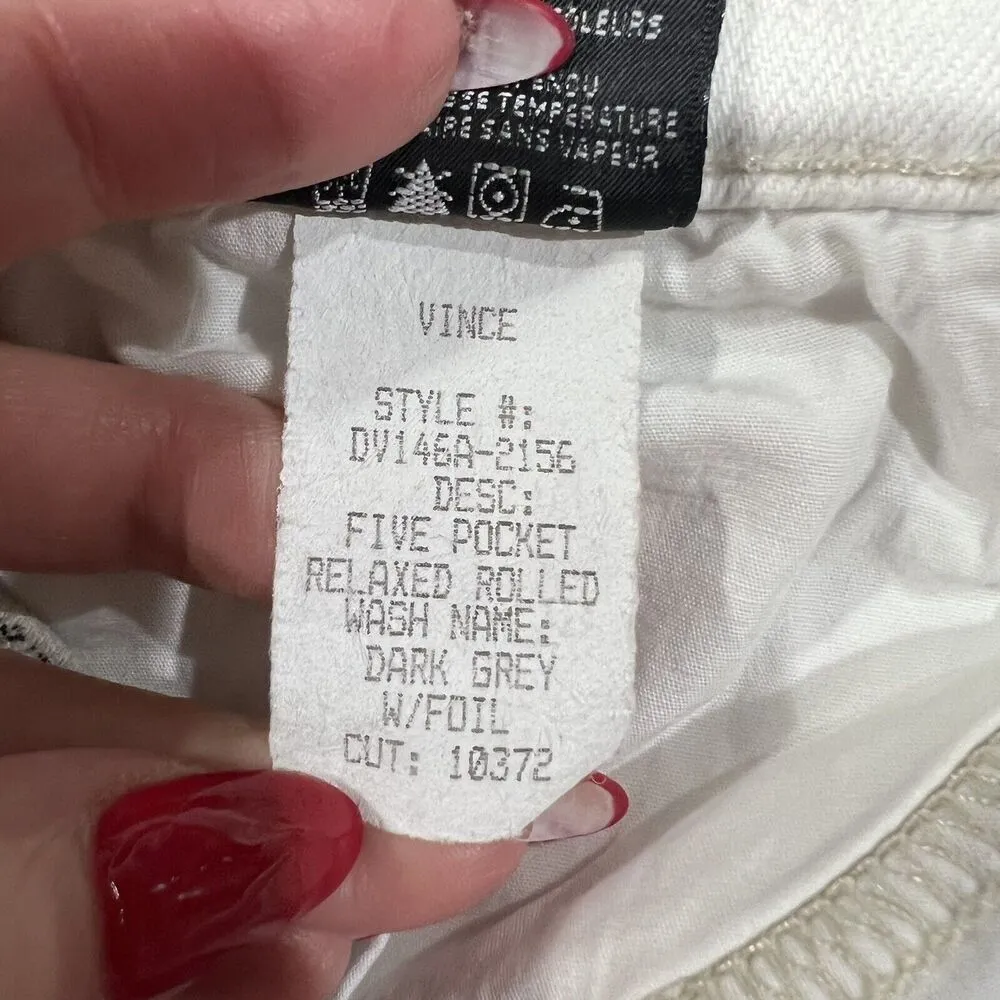 TEMPERATURE
SANS VAPEUR
VINCE
STYLE #:
DV146A-2156
DESC:
FIVE POCKET
RELAXED ROLLED
WASH NAME:
DARK GREY
W/FOIL
CUT: 10372